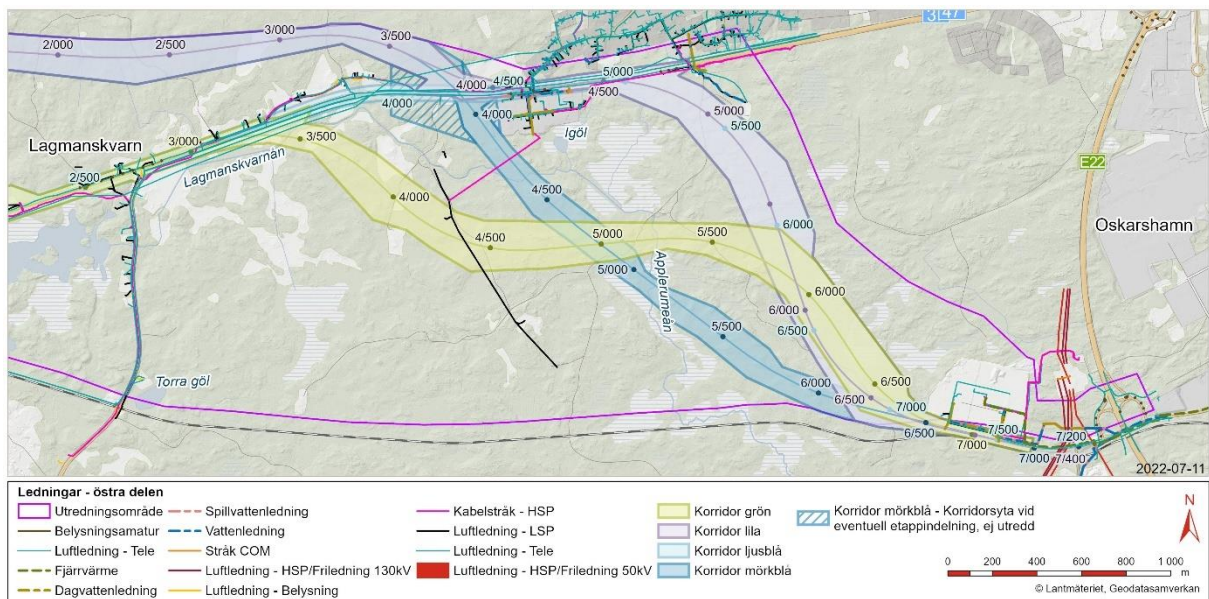 2/000
2/500
3/000
3/500
4/000
4/500
5/000
4/500
37
47
4/000
4/000
5/000
5/500
Lagmanskvarn
3/000
2/500
Lagmanskvarnån
3/500
Igöl
4/000
4/500
6/000
E22
Oskarshamn
4/500
5/000
5/500
5/000
Applerumeån
6/000
6/000
6/500
5/500
Torra göl
6/000
6/500
6/500
7/000
6/500
7/000
7/500
7/000
7/200
7/400
2022-07-11
Ledningar - östra delen
Utredningsområde
Belysningsamatur
Luftledning - Tele
Fjärrvärme
Dagvattenledning
Spillvattenledning
Vattenledning
Stråk COM
Luftledning - HSP/Friledning 130kV
Luftledning - Belysning
Kabelstråk - HSP
Luftledning - LSP
Luftledning - Tele
Luftledning - HSP/Friledning 50kV
Korridor grön
Korridor lila
Korridor ljusblå
Korridor mörkblå
Korridor mörkblå - Korridorsyta vid
eventuell etappindelning, ej utredd
N
0 200 400 600 800 1 000
m
© Lantmäteriet, Geodatasamverkan